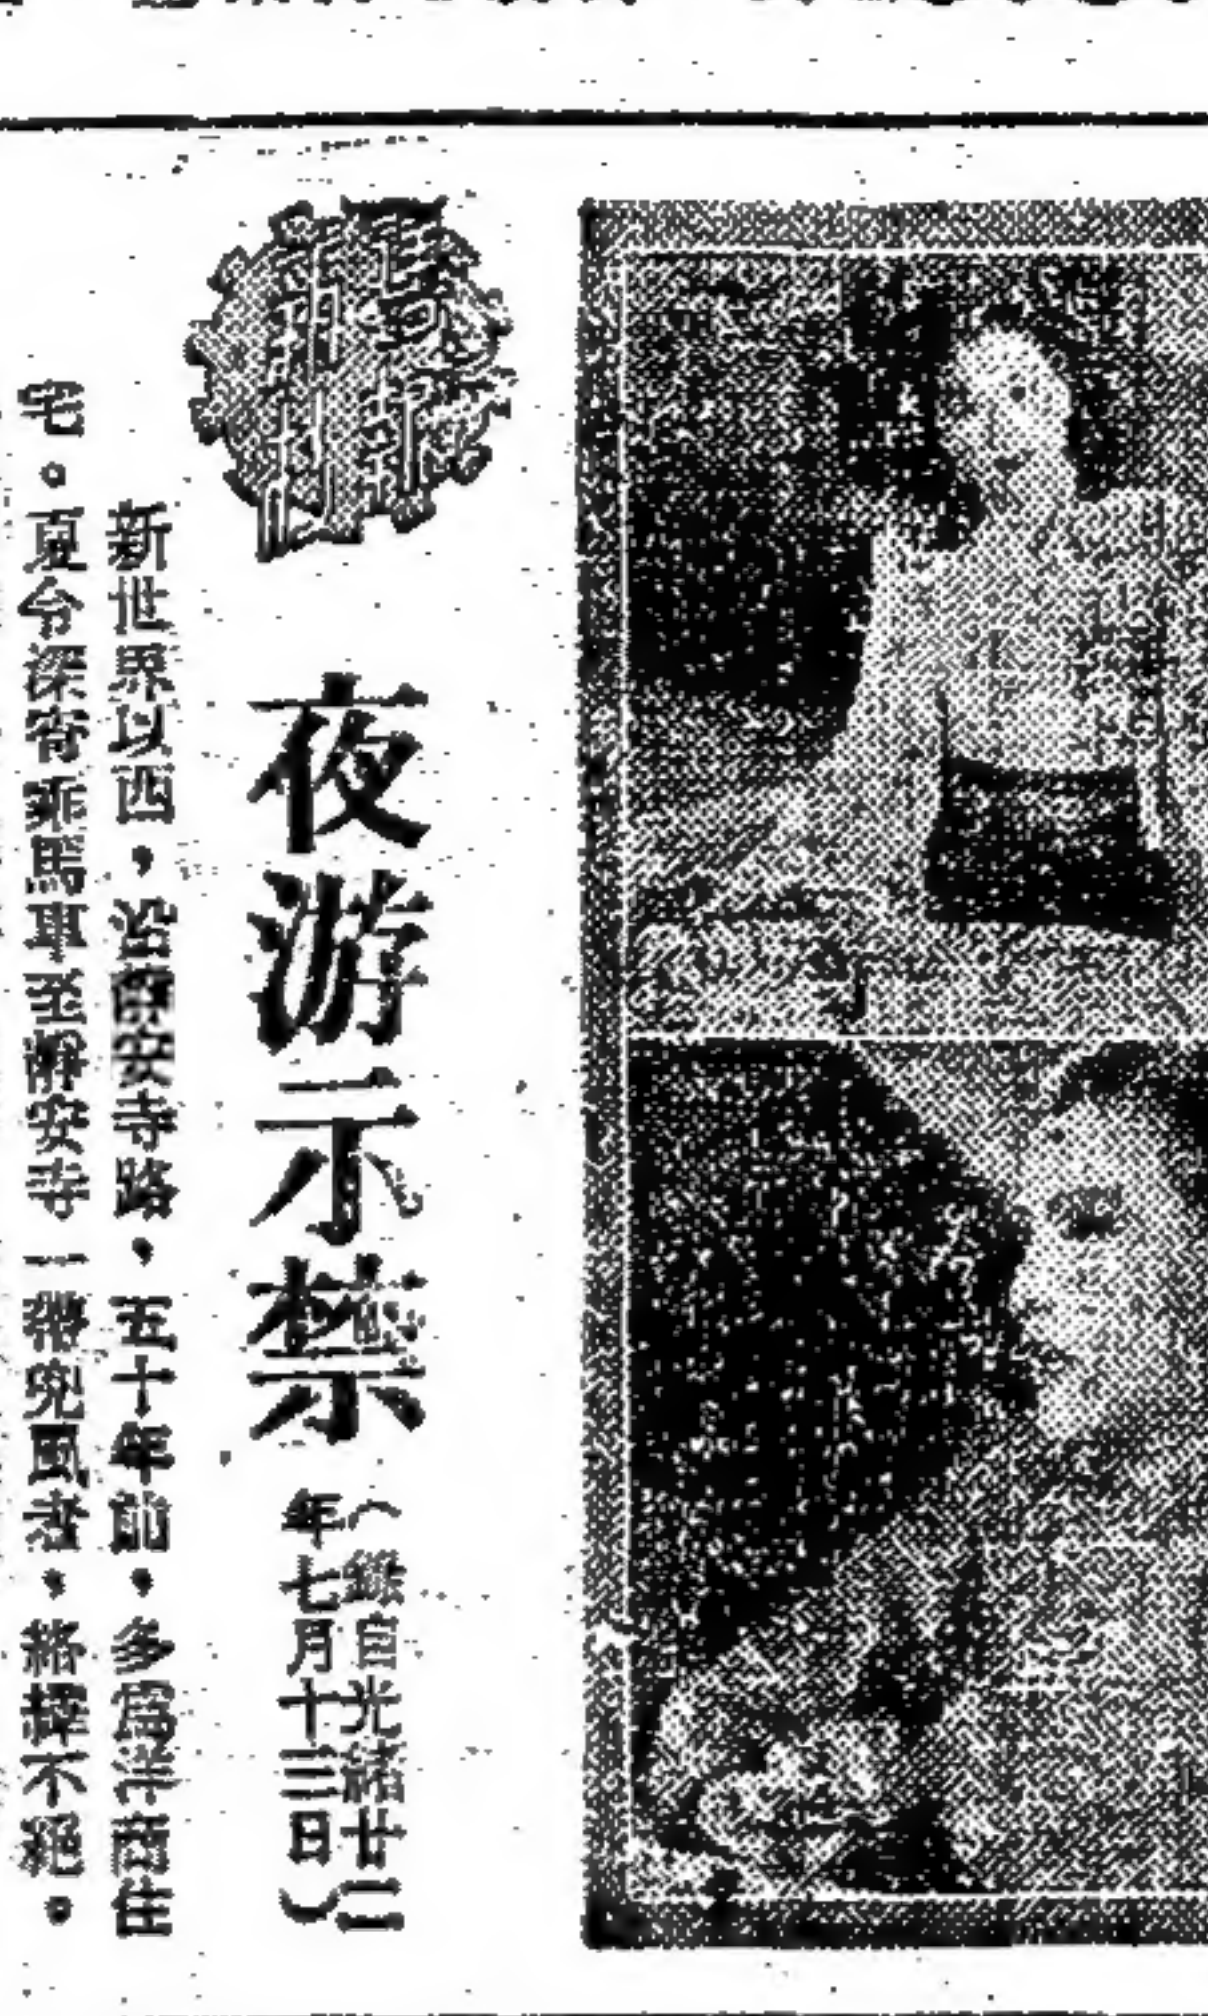 夜游示禁
（錄自光緒廿二
年七月十三日）
新世界以西，沿靜安寺路，五十年前，多爲洋商住
宅。夏令深宵乖馬車至靜安寺一帶兜風者，絡繹不絕。